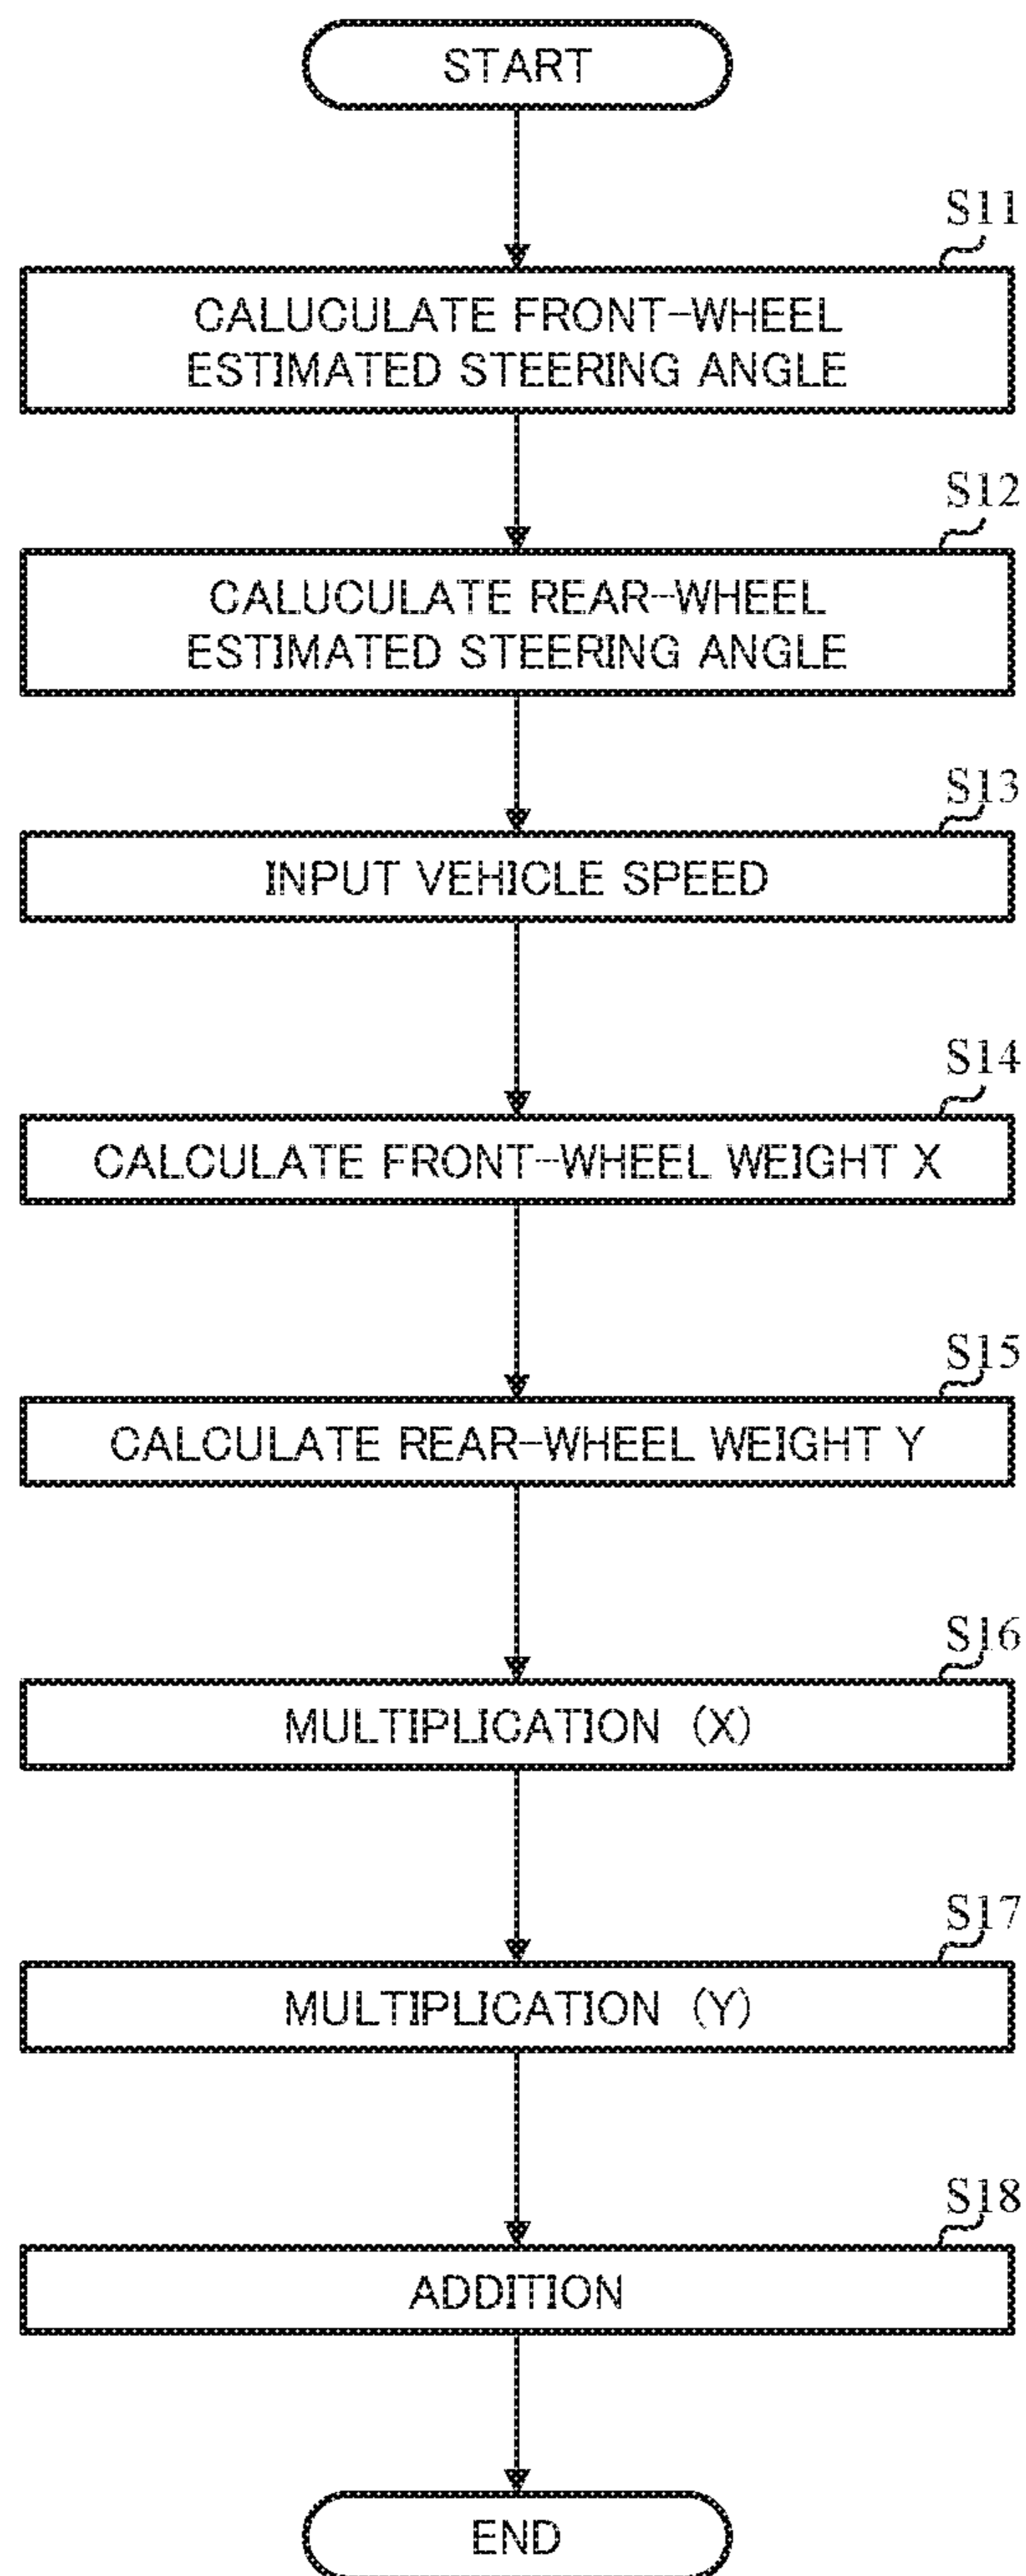 START
S11
CALUCULATE FRONT-WHEEL
ESTIMATED STEERING ANGLE
S12
CALUCULATE REAR-WHEEL
ESTIMATED STEERING ANGLE
S13
INPUT VEHICLE SPEED
S14
CALCULATE FRONT-WHEEL WEIGHT X
S15
CALCULATE REAR-WHEEL WEIGHT Y
S16
MULTIPLICATION (X)
S17
MULTIPLICATION (Y)
S18
ADDITION
END